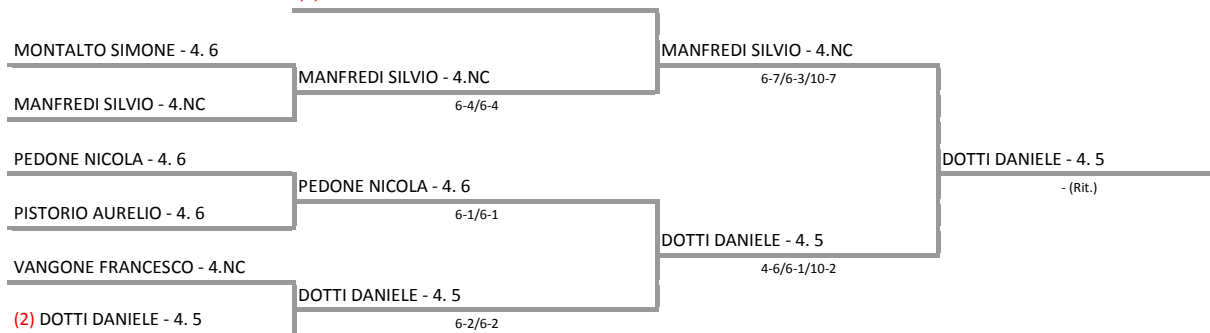 MONTALTO SIMONE - 4. 6
MANFREDI SILVIO - 4.NC
PEDONE NICOLA - 4. 6
PISTORIO AURELIO - 4. 6
VANGONE FRANCESCO - 4.NC
(2) DOTTI DANIELE - 4. 5
MANFREDI SILVIO - 4.NC
6-4/6-4
PEDONE NICOLA - 4. 6
6-1/6-1
DOTTI DANIELE - 4. 5
6-2/6-2
MANFREDI SILVIO - 4.NC
6-7/6-3/10-7
DOTTI DANIELE - 4. 5
4-6/6-1/10-2
DOTTI DANIELE - 4. 5
- (Rit.)